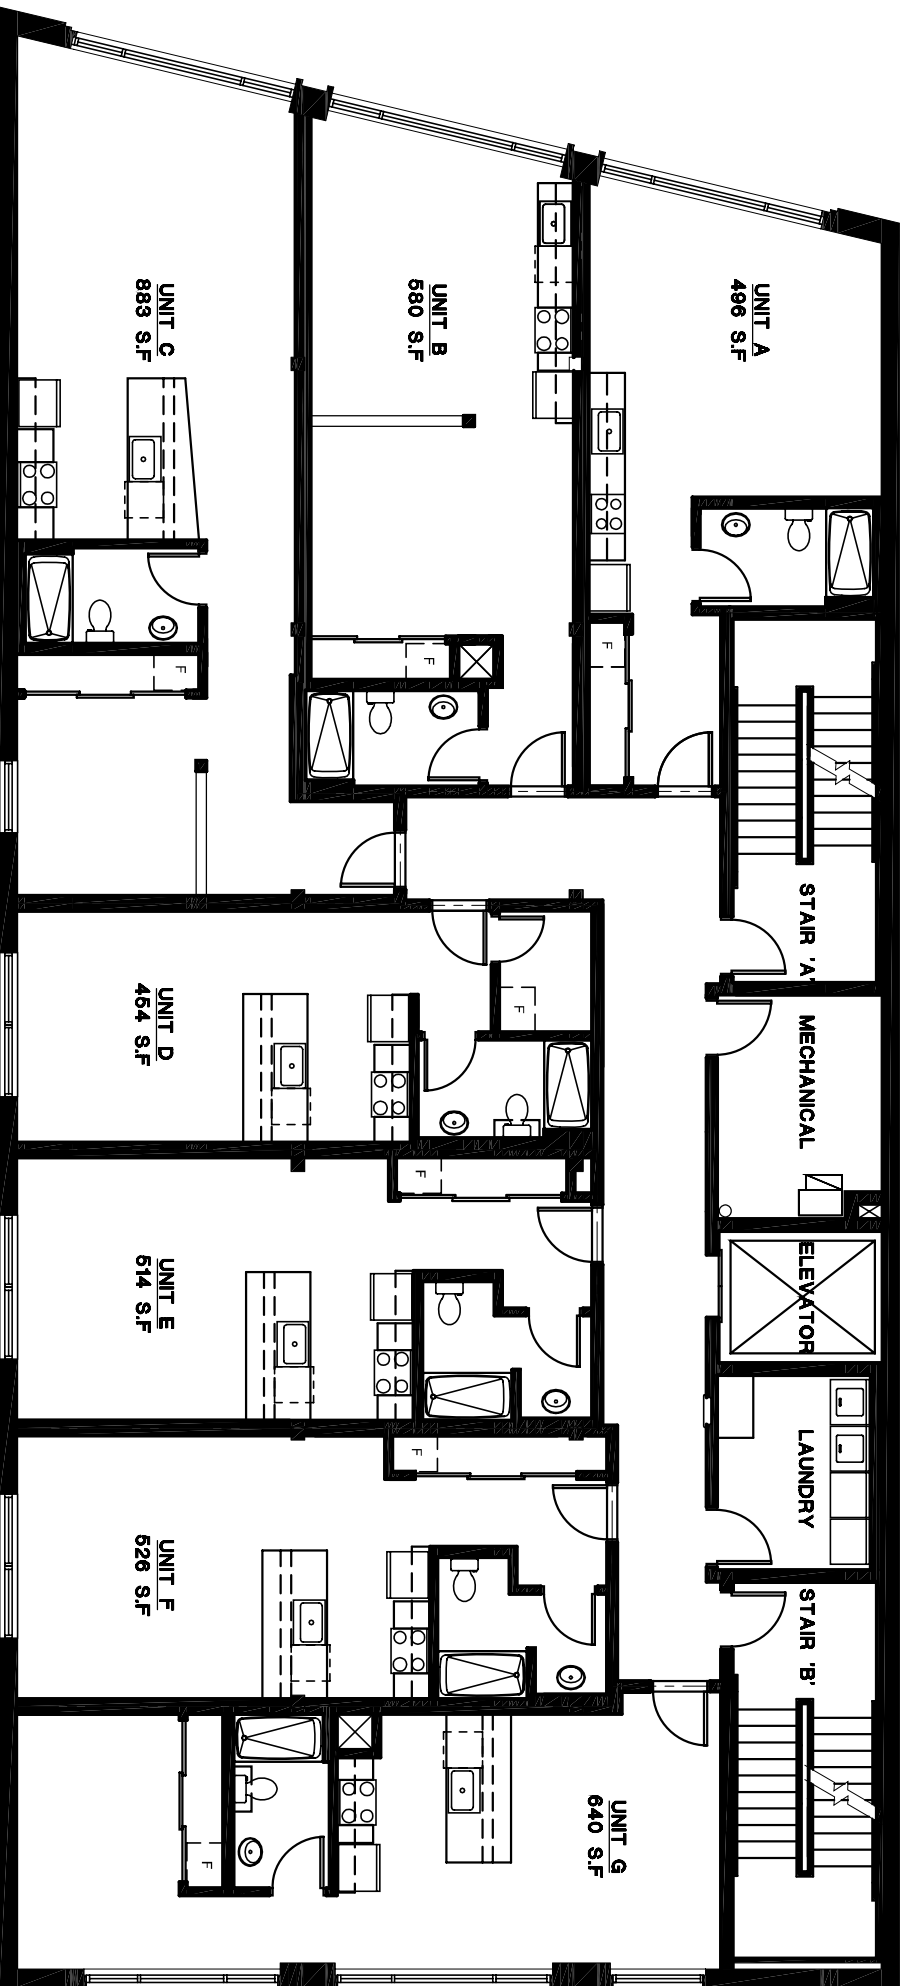 UNIT C
883 S.F
UNIT B
580 S.F
UNIT A
496 S.F
F
F
F
STAIR 'A'
UNIT D
454 S.F
F
MECHANICAL
F
UNIT E
514 S.F
ELEVATOR
F
LAUNDRY
UNIT F
526 S.F
STAIR 'B'
UNIT G
640 S.F
F